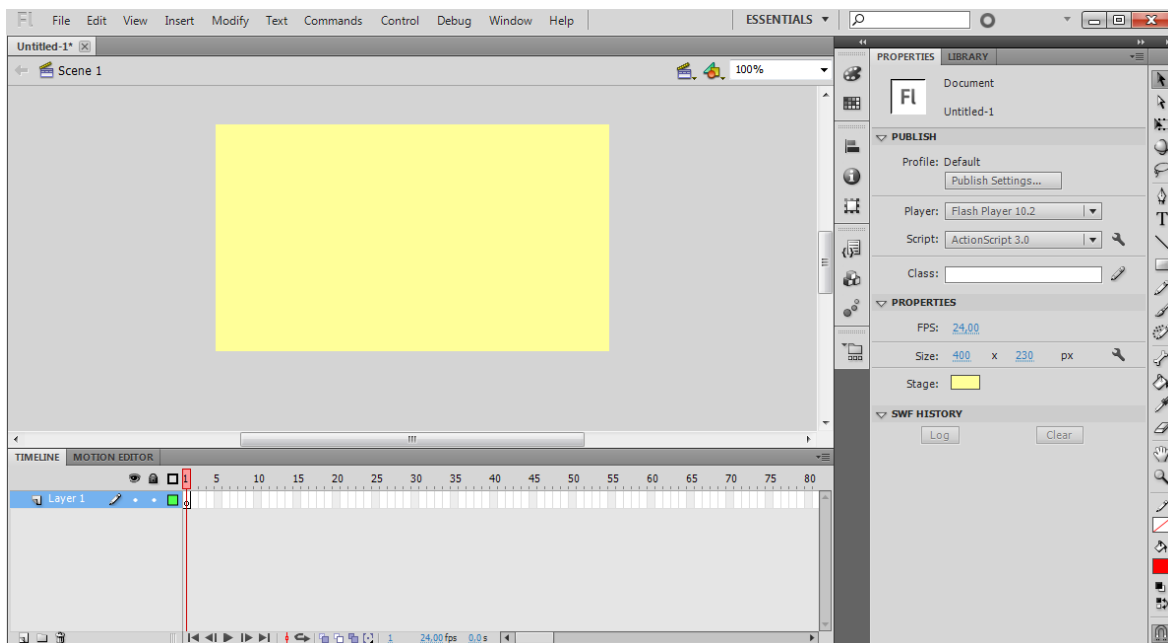 Fl File Edit View Insert Modify Text Commands Control Debug Window Help ESSENTIALS
Untitled-1*
Scene 1 100%
PROPERTIES LIBRARY
Fl
Document
Untitled-1
PUBLISH
Profile: Default
Publish Settings...
Player: Flash Player 10.2
Script: ActionScript 3.0
Class:
PROPERTIES
FPS: 24,00
Size: 400 x 230 px
Stage:
SWF HISTORY
Log Clear
TIMELINE MOTION EDITOR
1 5 10 15 20 25 30 35 40 45 50 55 60 65 70 75 80
Layer 1
1 24,00 fps 0,0 s
T